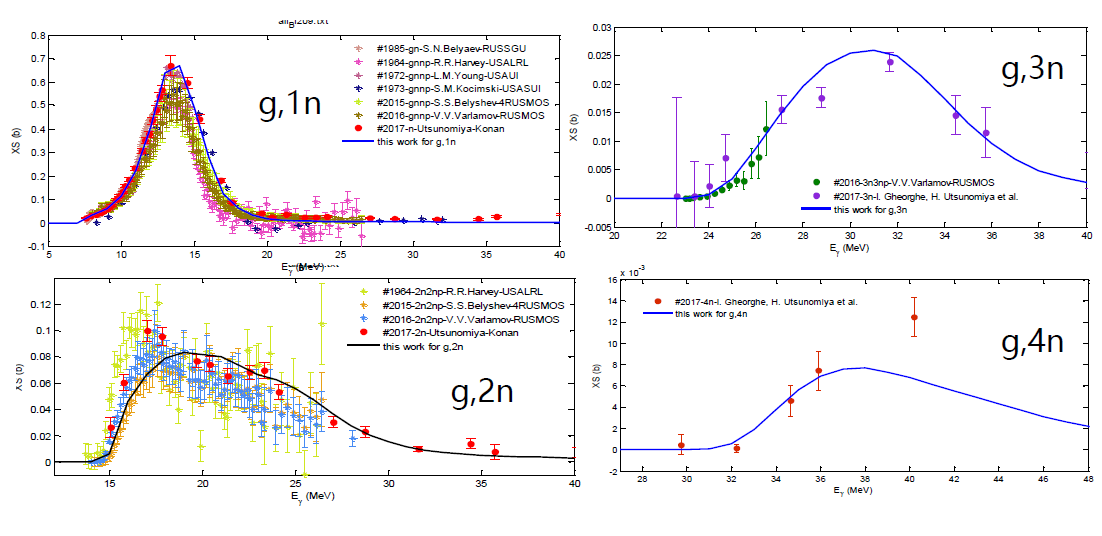 0.8
0.7
0.6
0.5
0.4
0.3
0.2
0.1
0
-0.1
XS (b)
5
10
15
20
25
30
35
40
#1985-gn-S.N.Belyaev-RUSSGU
#1964-gnnp-R.R.Harvey-USALRL
#1972-gnnp-L.M.Young-USAUI
#1973-gnnp-S.M.Kocimski-USASUI
#2015-gnnp-S.S.Belyshev-4RUSMOS
#2016-gnnp-V.V.Varlamov-RUSMOS
#2017-n-Utsunomiya-Konan
this work for g,1n
g,1n
0.03
0.025
0.02
0.015
0.01
0.005
0
-0.005
XS (b)
20
22
24
26
28
30
32
34
36
38
40
Eγ (MeV)
#2016-3n3np-V.V.Varlamov-RUSMOS
#2017-3n-I. Gheorghe, H. Utsunomiya et al.
this work for g,3n
g,3n
0.12
0.1
0.08
0.06
0.04
0.02
0
15
20
25
30
35
40
Eγ (MeV)
#1964-2n2np-R.R.Harvey-USALRL
#2015-2n2np-S.S.Belyshev-4RUSMOS
#2016-2n2np-V.V.Varlamov-RUSMOS
#2017-2n-Utsunomiya-Konan
this work for g,2n
g,2n
x 10⁻³
16
14
12
10
8
6
4
2
0
-2
XS (b)
28
30
32
34
36
38
40
42
44
46
48
Eγ (MeV)
#2017-4n-I. Gheorghe, H. Utsunomiya et al.
this work for g,4n
g,4n